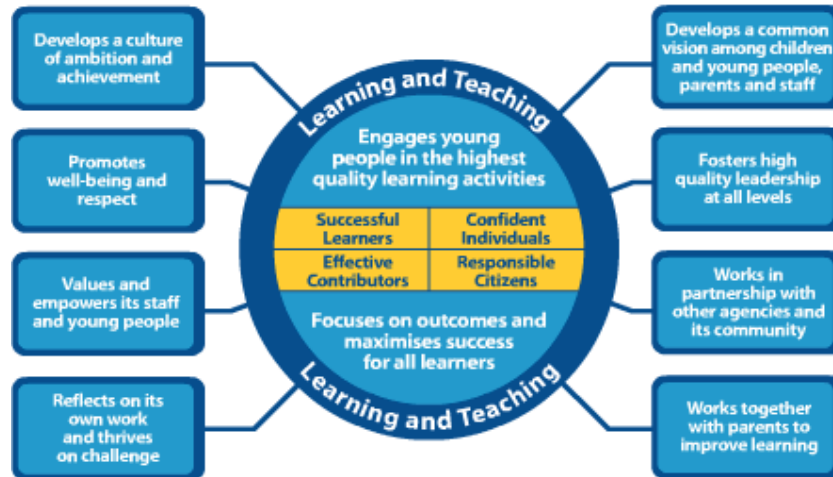 Develops a culture
of ambition and
achievement
Promotes
well-being and
respect
Values and
empowers its staff
and young people
Reflects on its
own work
and thrives
on challenge
Learning and Teaching
Engages young
people in the highest
quality learning activities
Successful
Learners
Confident
Individuals
Effective
Contributors
Responsible
Citizens
Focuses on outcomes and
maximises success
for all learners
Learning and Teaching
Develops a common
vision among children
and young people,
parents and staff
Fosters high
quality leadership
at all levels
Works in
partnership with
other agencies and
its community
Works together
with parents to
improve learning